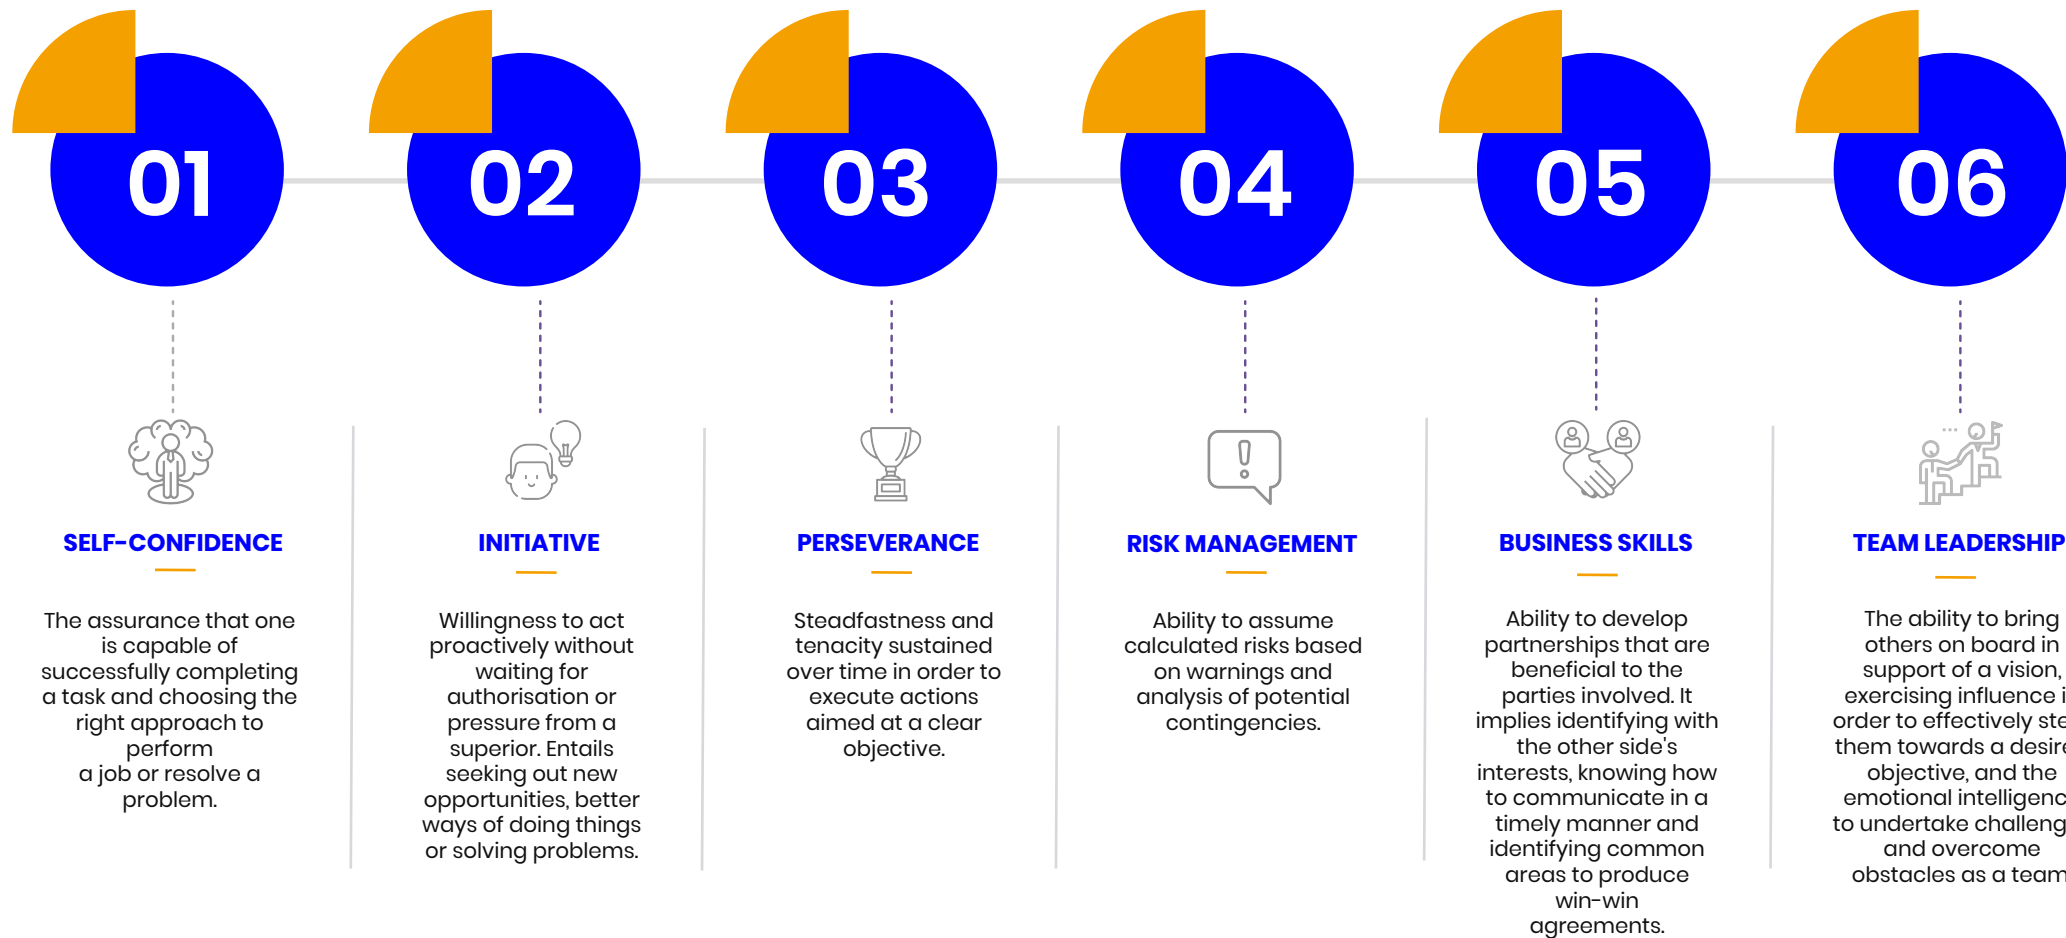 01
02
03
04
05
06
SELF-CONFIDENCE
The assurance that one
is capable of
successfully completing
a task and choosing the
right approach to
perform
a job or resolve a
problem.
INITIATIVE
Willingness to act
proactively without
waiting for
authorisation or
pressure from a
superior. Entails
seeking out new
opportunities, better
ways of doing things
or solving problems.
PERSEVERANCE
Steadfastness and
tenacity sustained
over time in order to
execute actions
aimed at a clear
objective.
RISK MANAGEMENT
Ability to assume
calculated risks based
on warnings and
analysis of potential
contingencies.
BUSINESS SKILLS
Ability to develop
partnerships that are
beneficial to the
parties involved. It
implies identifying with
the other side's
interests, knowing how
to communicate in a
timely manner and
identifying common
areas to produce
win-win
agreements.
TEAM LEADERSHIP
The ability to bring
others on board in
support of a vision,
exercising influence
order to effectively
them towards a
objective, and the
emotional
to undertake
and overcome
obstacles as a team